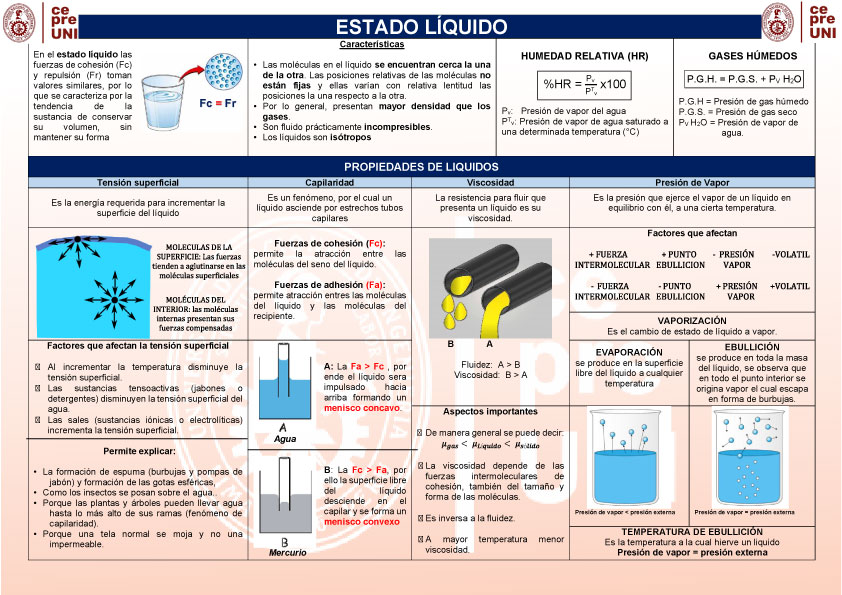 ce
pre
UNI
ESTADO LÍQUIDO
ce
pre
UNI
En el estado líquido las
fuerzas de cohesión (Fc)
y repulsión (Fr) toman
valores similares, por lo
que se caracteriza por la
tendencia de la
sustancia de conservar
su volumen, sin
mantener su forma
Fc = Fr
Características
• Las moléculas en el líquido se encuentran cerca la una
de la otra. Las posiciones relativas de las moléculas no
están fijas y ellas varían con relativa lentitud las
posiciones la una respecto a la otra.
• Por lo general, presentan mayor densidad que los
gases.
• Son fluido prácticamente incompresibles.
• Los líquidos son isótropos
HUMEDAD RELATIVA (HR)
%HR = Pv / PTv x100
Pv: Presión de vapor del agua
PTv: Presión de vapor de agua saturado a
una determinada temperatura (°C)
GASES HÚMEDOS
P.G.H. = P.G.S. + Pv H2O
P.G.H = Presión de gas húmedo
P.G.S. = Presión de gas seco
Pv H2O = Presión de vapor de
agua.
PROPIEDADES DE LIQUIDOS
Tensión superficial
Es la energía requerida para incrementar la
superficie del líquido
MOLECULAS DE LA
SUPERFICIE: Las fuerzas
tienden a aglutinarse en las
moléculas superficiales
MOLÉCULAS DEL
INTERIOR: las moléculas
internas presentan sus
fuerzas compensadas
Factores que afectan la tensión superficial
Al incrementar la temperatura disminuye la
tensión superficial.
Las sustancias tensoactivas (jabones o
detergentes) disminuyen la tensión superficial del
agua.
Las sales (sustancias iónicas o electrolíticas)
incrementa la tensión superficial.
Permite explicar:
• La formación de espuma (burbujas y pompas de
jabón) y formación de las gotas esféricas,
• Como los insectos se posan sobre el agua..
• Porque las plantas y árboles pueden llevar agua
hasta lo más alto de sus ramas (fenómeno de
capilaridad).
• Porque una tela normal se moja y no una
impermeable.
Capilaridad
Es un fenómeno, por el cual un
líquido asciende por estrechos tubos
capilares
Fuerzas de cohesión (Fc):
permite la atracción entre las
moléculas del seno del líquido.
Fuerzas de adhesión (Fa):
permite atracción entres las moléculas
del líquido y las moléculas del
recipiente.
A
Agua
A: La Fa > Fc , por
ende el líquido sera
impulsado hacia
arriba formando un
menisco concavo.
B
Mercurio
B: La Fc > Fa, por
ello la superficie libre
del líquido
desciende en el
capilar y se forma un
menisco convexo
Viscosidad
La resistencia para fluir que
presenta un líquido es su
viscosidad.
B A
Fluidez: A > B
Viscosidad: B > A
Aspectos importantes
De manera general se puede decir:
μgas < μLíquido < μsólido
La viscosidad depende de las
fuerzas intermoleculares de
cohesión, también del tamaño y
forma de las moléculas.
Es inversa a la fluidez.
A mayor temperatura menor
viscosidad.
Presión de Vapor
Es la presión que ejerce el vapor de un líquido en
equilibrio con él, a una cierta temperatura.
Factores que afectan
+ FUERZA + PUNTO - PRESIÓN -VOLATIL
INTERMOLECULAR EBULLICION VAPOR
- FUERZA - PUNTO + PRESIÓN +VOLATIL
INTERMOLECULAR EBULLICION VAPOR
VAPORIZACIÓN
Es el cambio de estado de líquido a vapor.
EVAPORACIÓN
se produce en la superficie
libre del líquido a cualquier
temperatura
EBULLICIÓN
se produce en toda la masa
del líquido, se observa que
en todo el punto interior se
origina vapor el cual escapa
en forma de burbujas.
Presión de vapor < presión externa
Presión de vapor = presión externa
TEMPERATURA DE EBULLICIÓN
Es la temperatura a la cual hierve un liquido
Presión de vapor = presión externa